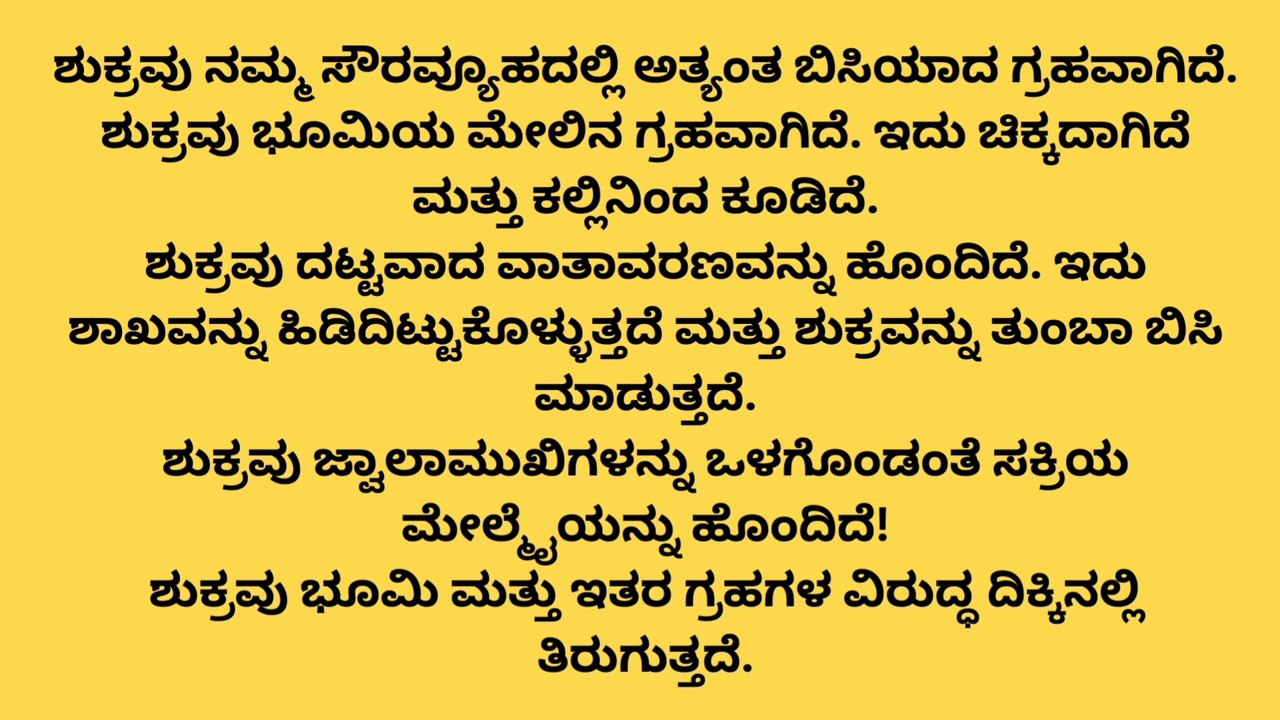 ಶುಕ್ರವು ನಮ್ಮ ಸೌರವ್ಯೂಹದಲ್ಲಿ ಅತ್ಯಂತ ಬಿಸಿಯಾದ ಗ್ರಹವಾಗಿದೆ.
ಶುಕ್ರವು ಭೂಮಿಯ ಮೇಲಿನ ಗ್ರಹವಾಗಿದೆ. ಇದು ಚಿಕ್ಕದಾಗಿದೆ
ಮತ್ತು ಕಲ್ಲಿನಿಂದ ಕೂಡಿದೆ.
ಶುಕ್ರವು ದಟ್ಟವಾದ ವಾತಾವರಣವನ್ನು ಹೊಂದಿದೆ. ಇದು
ಶಾಖವನ್ನು ಹಿಡಿದಿಟ್ಟುಕೊಳ್ಳುತ್ತದೆ ಮತ್ತು ಶುಕ್ರವನ್ನು ತುಂಬಾ ಬಿಸಿ
ಮಾಡುತ್ತದೆ.
ಶುಕ್ರವು ಜ್ವಾಲಾಮುಖಿಗಳನ್ನು ಒಳಗೊಂಡಂತೆ ಸಕ್ರಿಯ
ಮೇಲ್ಮೈಯನ್ನು ಹೊಂದಿದೆ!
ಶುಕ್ರವು ಭೂಮಿ ಮತ್ತು ಇತರ ಗ್ರಹಗಳ ವಿರುದ್ಧ ದಿಕ್ಕಿನಲ್ಲಿ
ತಿರುಗುತ್ತದೆ.